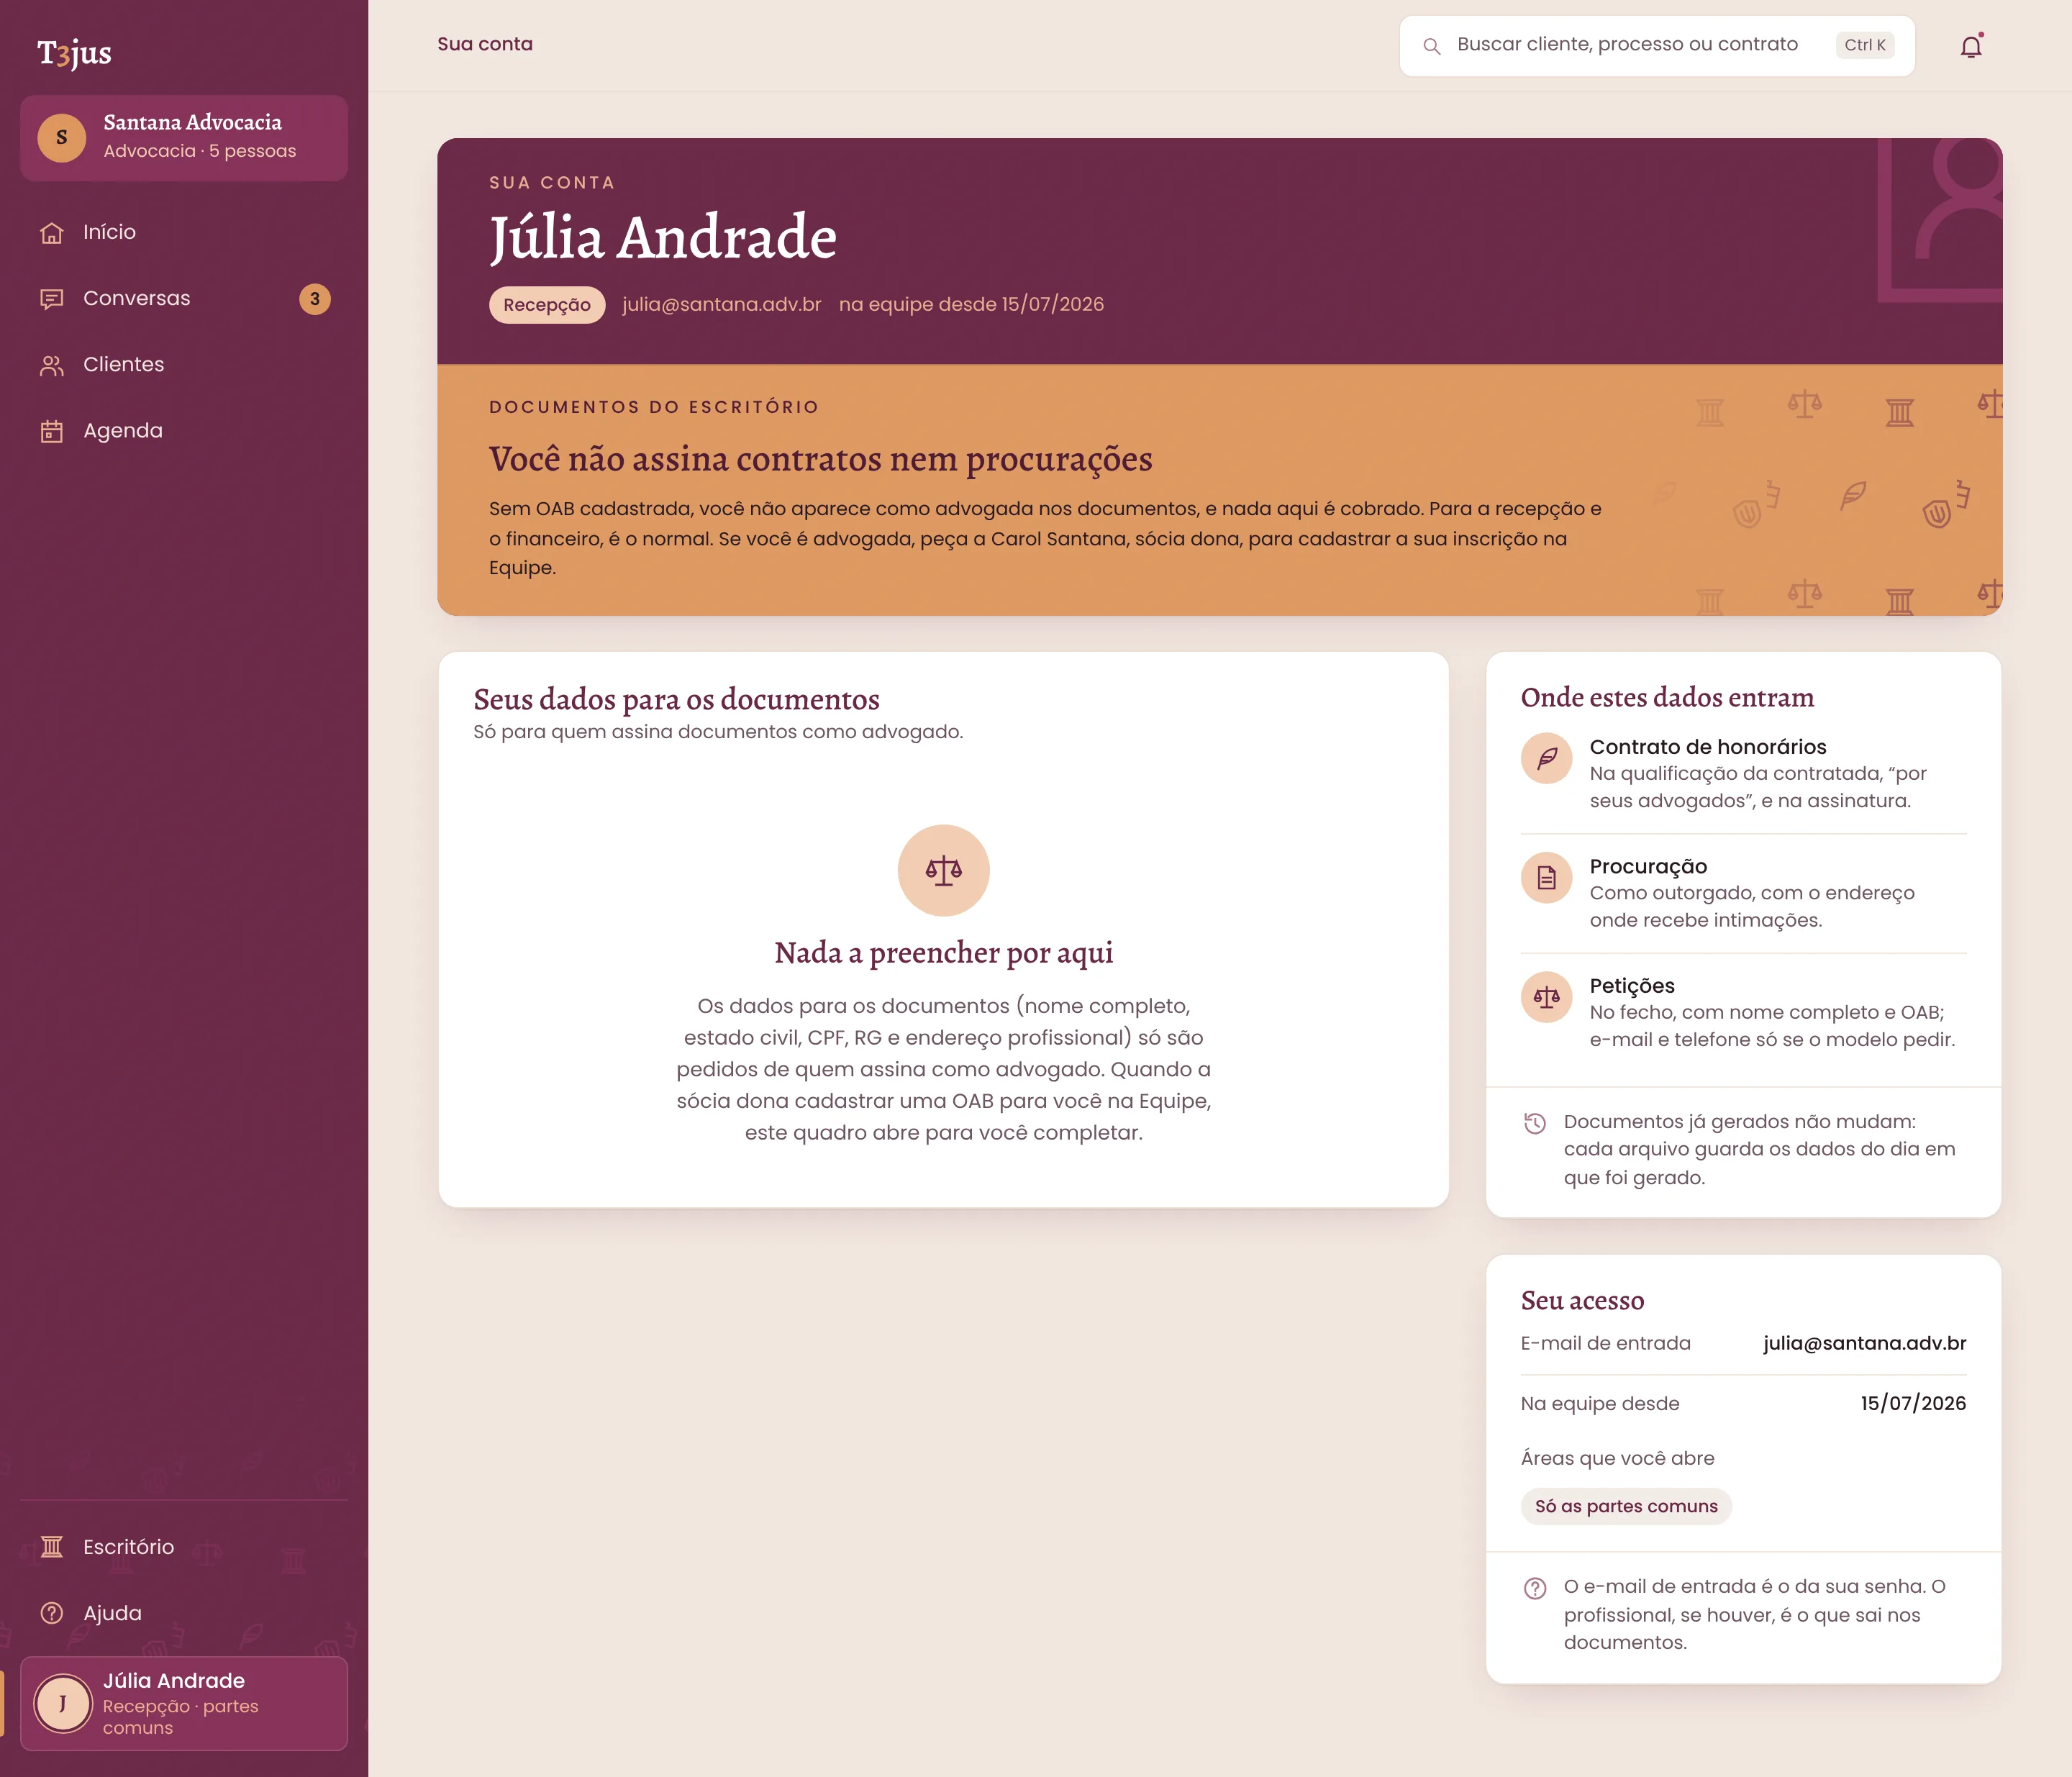 T3jus
S
Santana Advocacia
Advocacia · 5 pessoas
Início
Conversas
3
Clientes
Agenda
Escritório
Ajuda
J
Júlia Andrade
Recepção · partes
comuns
Sua conta
Buscar cliente, processo ou contrato
Ctrl K
SUA CONTA
Júlia Andrade
Recepção
julia@santana.adv.br
na equipe desde 15/07/2026
DOCUMENTOS DO ESCRITÓRIO
Você não assina contratos nem procurações
Sem OAB cadastrada, você não aparece como advogada nos documentos, e nada aqui é cobrado. Para a recepção e
o financeiro, é o normal. Se você é advogada, peça a Carol Santana, sócia dona, para cadastrar a sua inscrição na
Equipe.
Seus dados para os documentos
Só para quem assina documentos como advogado.
Nada a preencher por aqui
Os dados para os documentos (nome completo,
estado civil, CPF, RG e endereço profissional) só são
pedidos de quem assina como advogado. Quando a
sócia dona cadastrar uma OAB para você na Equipe,
este quadro abre para você completar.
Onde estes dados entram
Contrato de honorários
Na qualificação da contratada, “por
seus advogados”, e na assinatura.
Procuração
Como outorgado, com o endereço
onde recebe intimações.
Petições
No fecho, com nome completo e OAB;
e-mail e telefone só se o modelo pedir.
Documentos já gerados não mudam:
cada arquivo guarda os dados do dia em
que foi gerado.
Seu acesso
E-mail de entrada
julia@santana.adv.br
Na equipe desde
15/07/2026
Áreas que você abre
Só as partes comuns
O e-mail de entrada é o da sua senha. O
profissional, se houver, é o que sai nos
documentos.